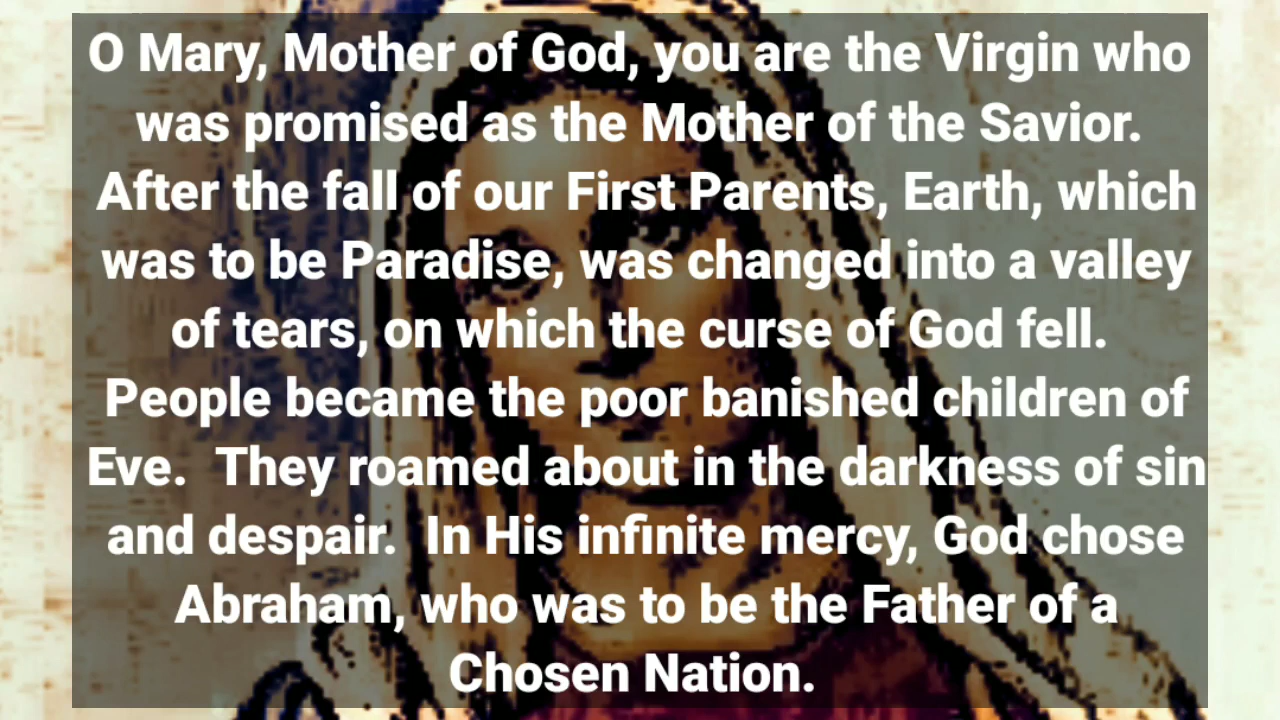 O Mary, Mother of God, you are the Virgin who
was promised as the Mother of the Savior.
After the fall of our First Parents, Earth, which
was to be Paradise, was changed into a valley
of tears, on which the curse of God fell.
People became the poor banished children of
Eve.  They roamed about in the darkness of sin
and despair.  In His infinite mercy, God chose
Abraham, who was to be the Father of a
Chosen Nation.